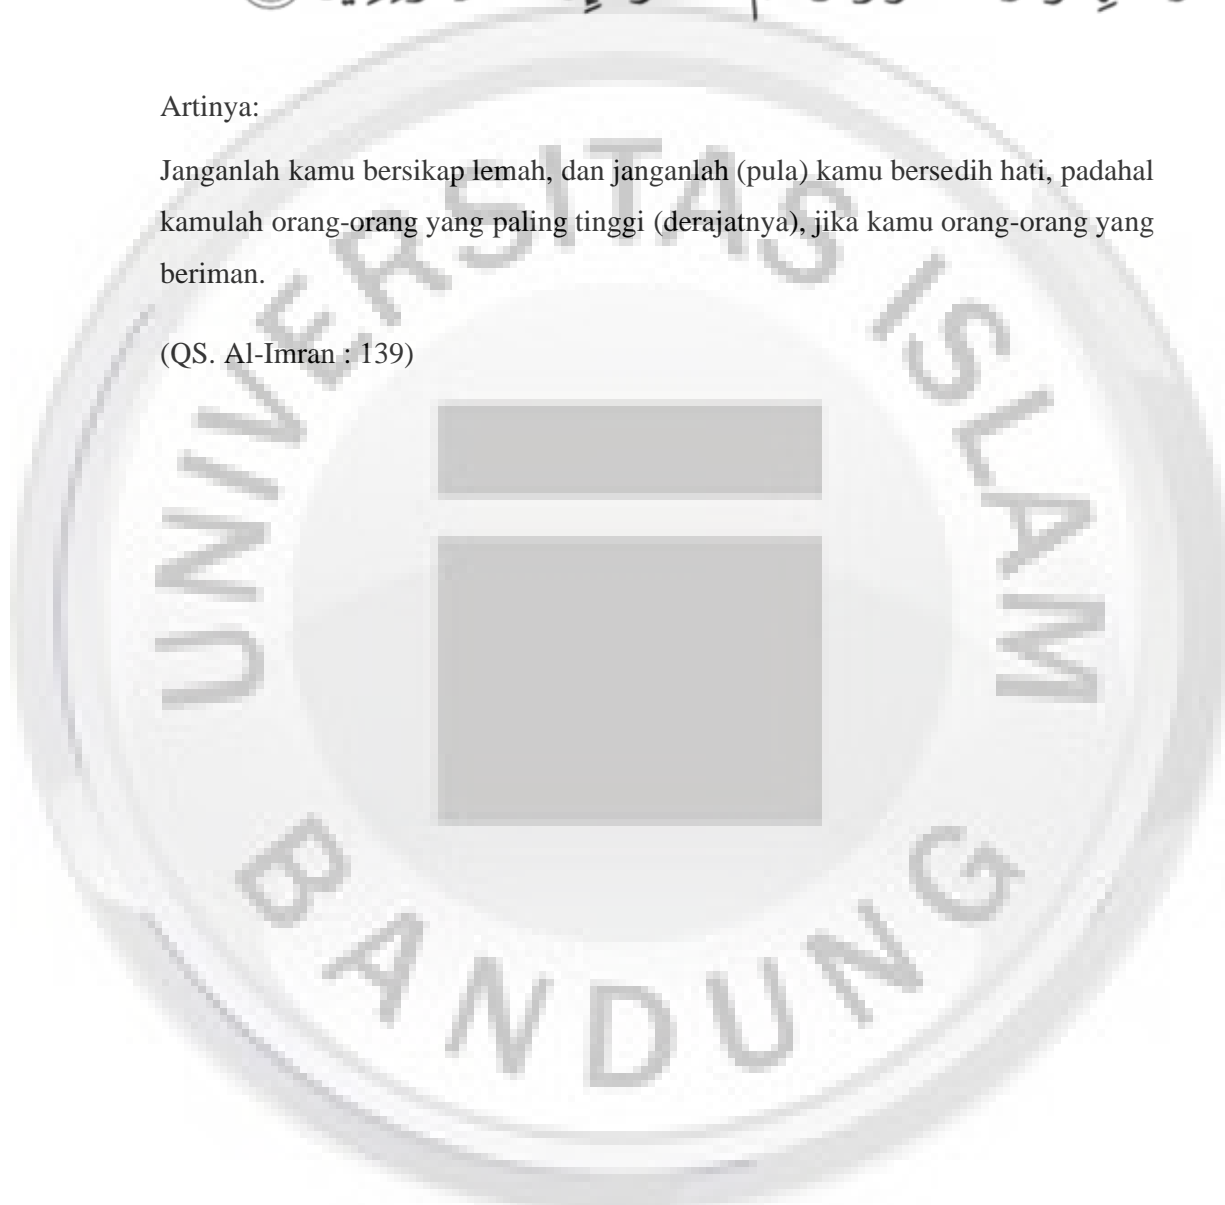 Artinya:
Janganlah kamu bersikap lemah, dan janganlah (pula) kamu bersedih hati, padahal
kamulah orang-orang yang paling tinggi (derajatnya), jika kamu orang-orang yang
beriman.
(QS. Al-Imran : 139)
UNIVERSITAS ISLAM
BANDUNG